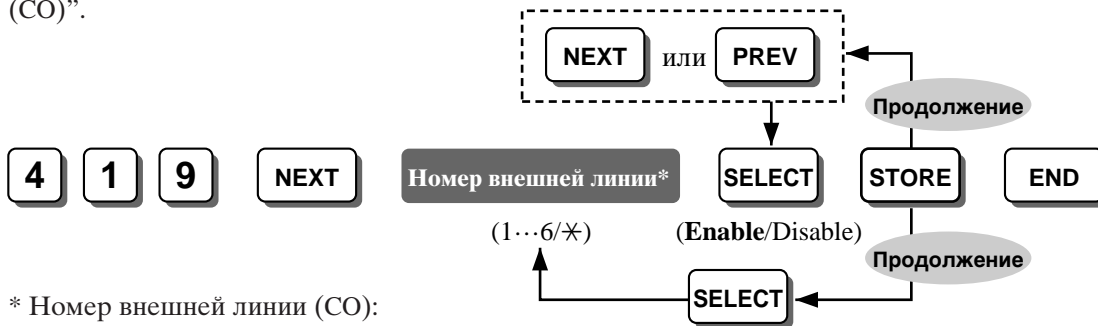 (CO)”.
NEXT или PREV
Продолжение
4 1 9 NEXT Номер внешней линии* SELECT STORE END
(1···6/✳) (Enable/Disable)
Продолжение
SELECT
* Номер внешней линии (CO):